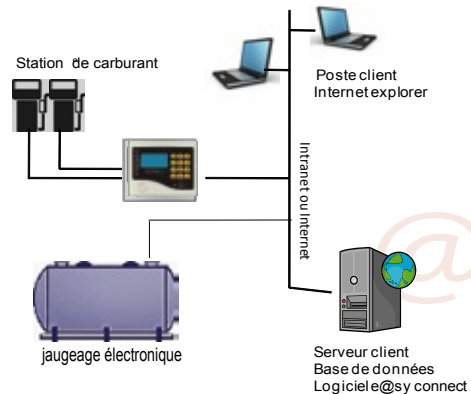 Station de carburant
Poste client
Internet explorer
Intranet ou Internet
jaugeage électronique
Serveur client
Base de données
Logiciel e@sy connect
@